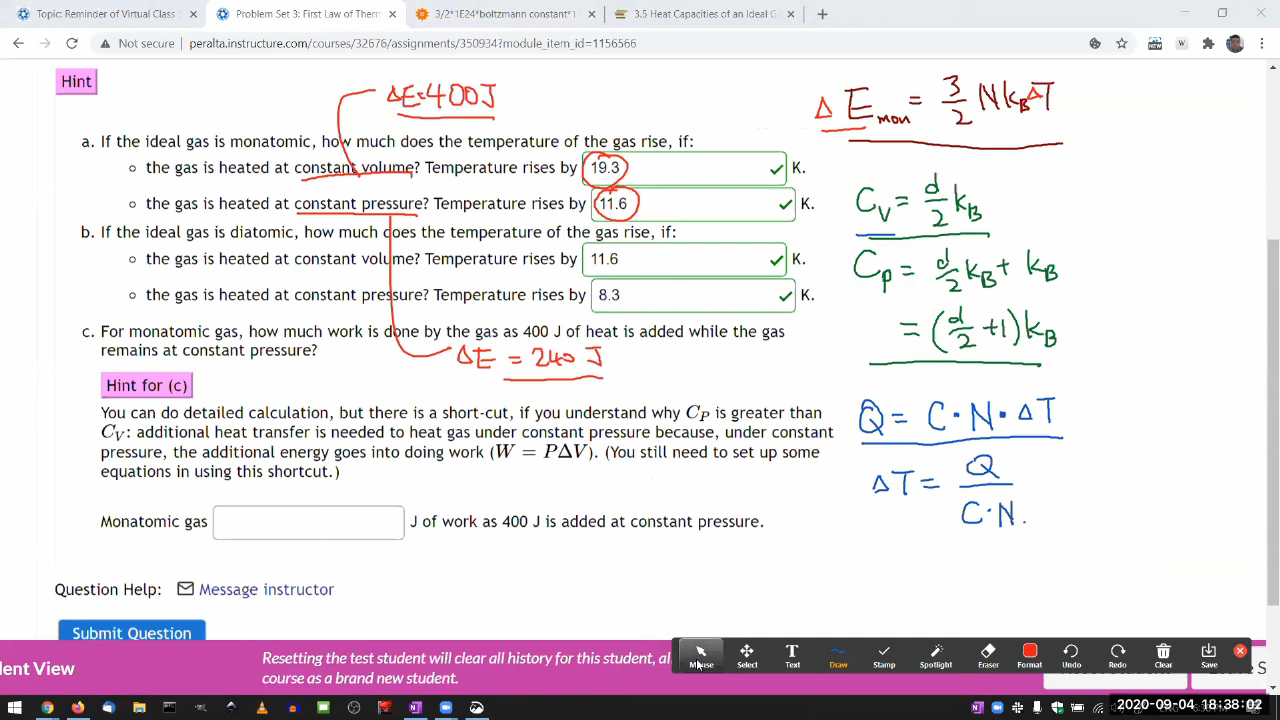 Topic: Reminder of Virtual Class S
Problem Set 3: First Law of Therm
3/2*1E24*boltzmann constant*1
3.5 Heat Capacities of an Ideal G
Not secure | peralta.instructure.com/courses/32676/assignments/350934?module_item_id=1156566
Hint
ΔE=400J
Δ E mon = 3/2 N k_B ΔT
a. If the ideal gas is monatomic, how much does the temperature of the gas rise, if:
the gas is heated at constant volume? Temperature rises by 19.3 K.
the gas is heated at constant pressure? Temperature rises by 11.6 K.
C_V = d/2 k_B
b. If the ideal gas is diatomic, how much does the temperature of the gas rise, if:
the gas is heated at constant volume? Temperature rises by 11.6 K.
C_P = d/2 k_B + k_B
the gas is heated at constant pressure? Temperature rises by 8.3 K.
= (d/2 +1) k_B
c. For monatomic gas, how much work is done by the gas as 400 J of heat is added while the gas
remains at constant pressure?
ΔE = 240 J
Hint for (c)
You can do detailed calculation, but there is a short-cut, if you understand why C_P is greater than
C_V: additional heat transfer is needed to heat gas under constant pressure because, under constant
pressure, the additional energy goes into doing work (W = PΔV). (You still need to set up some
equations in using this shortcut.)
Q = C·N·ΔT
ΔT = Q / C·N.
Monatomic gas J of work as 400 J is added at constant pressure.
Question Help: Message instructor
Submit Question
dent View
Resetting the test student will clear all history for this student, al
course as a brand new student.
Mouse
Select
Text
Draw
Stamp
Spotlight
Eraser
Format
Undo
Redo
Clear
Save
2020-09-04 18:38:02